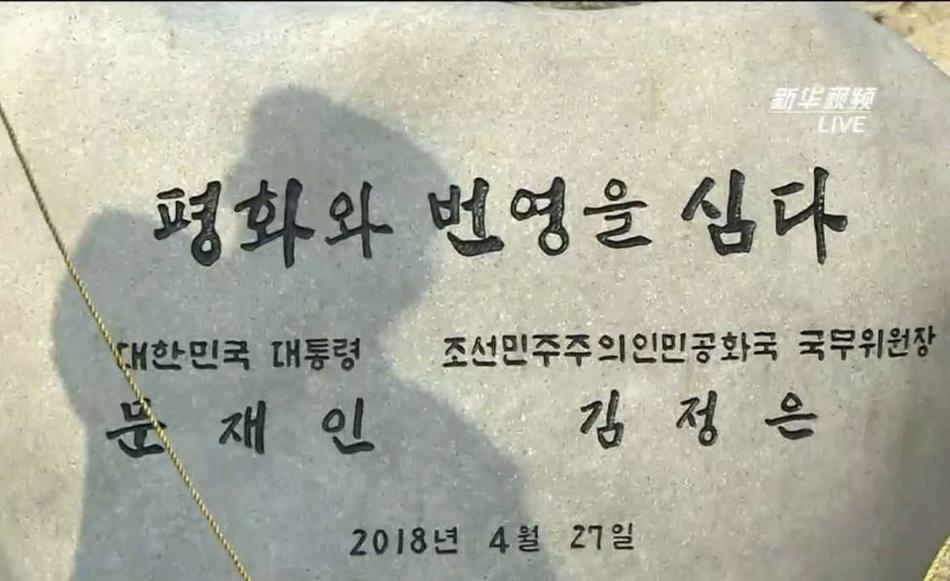 新华视频
LIVE
평화와 번영을 심다
대한민국 대통령 조선민주주의인민공화국 국무위원장
문 재 인 김 정 은
2018년 4월 27일